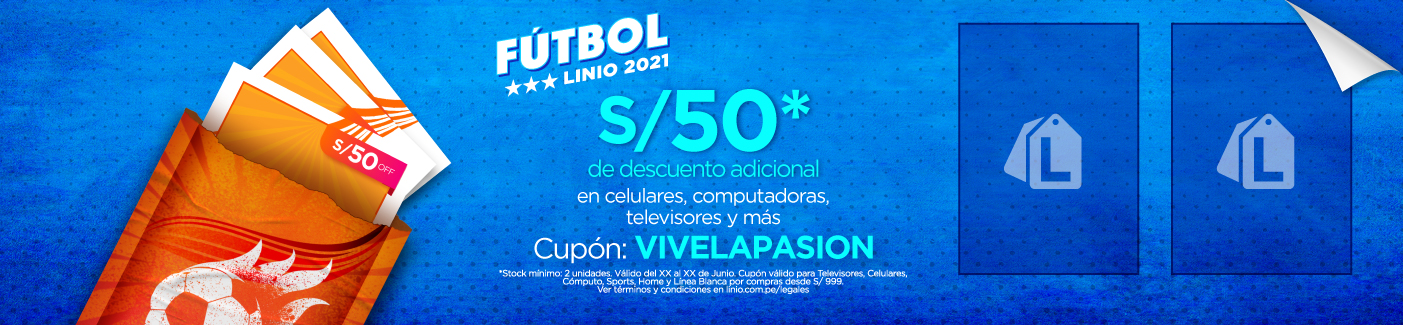 S/50 OFF
FÚTBOL
LINIO 2021
S/50*
de descuento adicional
en celulares, computadoras,
televisores y más
Cupón: VIVELAPASION
*Stock mínimo: 2 unidades. Válido del XX al XX de Junio. Cupón válido para Televisores, Celulares,
Cómputo, Sports, Home y Línea Blanca por compras desde S/ 999.
Ver términos y condiciones en linio.com.pe/legales
L
L